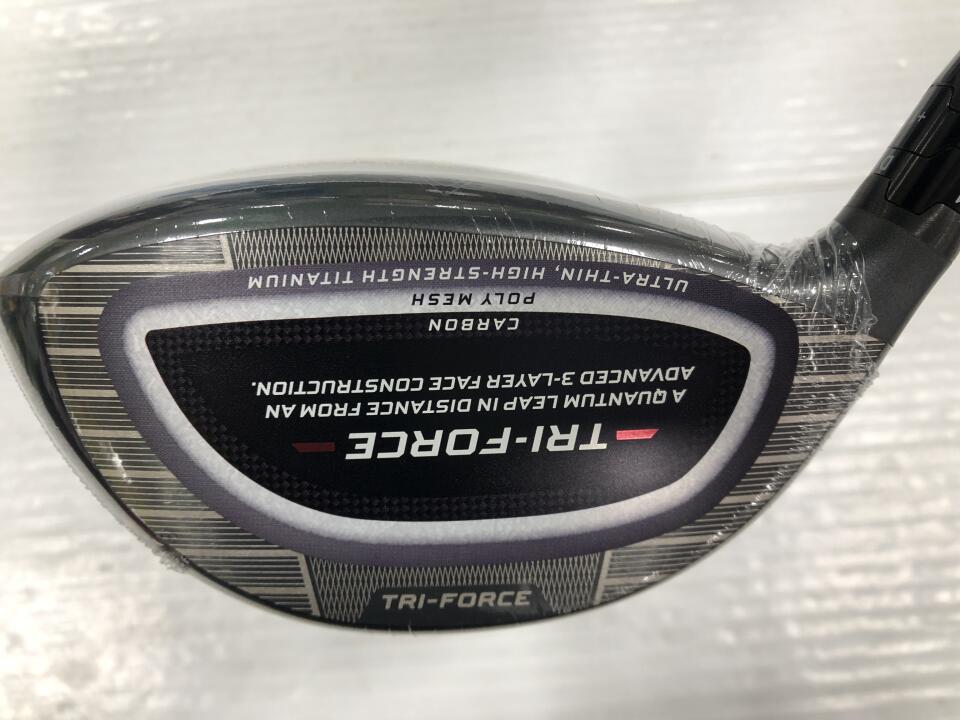 TRI-FORCE
A QUANTUM LEAP IN DISTANCE FROM AN
ADVANCED 3-LAYER FACE CONSTRUCTION.
CARBON
POLY MESH
ULTRA-THIN, HIGH-STRENGTH TITANIUM
TRI-FORCE